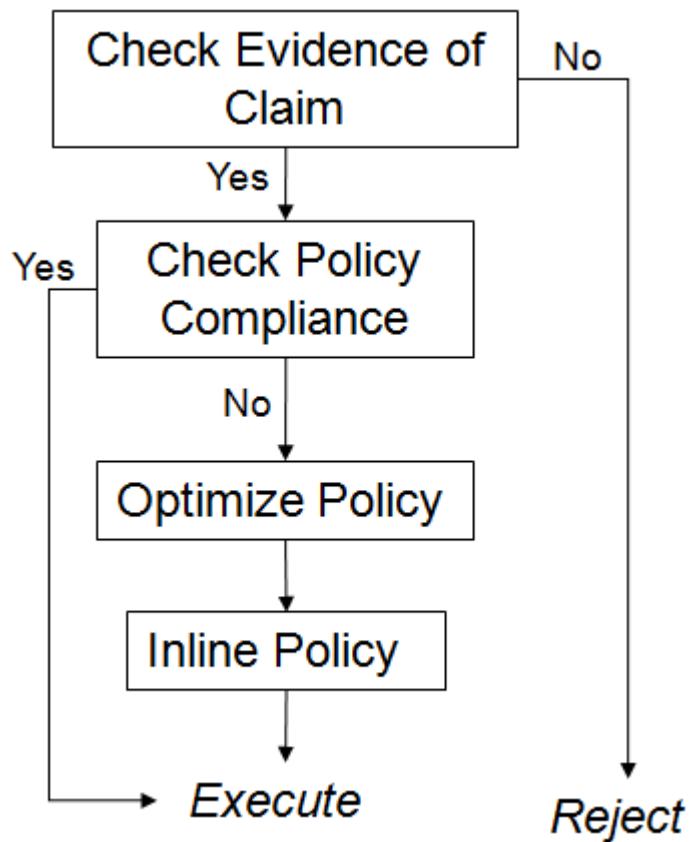 Check Evidence of
Claim
No
Yes
Check Policy
Compliance
Yes
No
Optimize Policy
Inline Policy
Execute
Reject